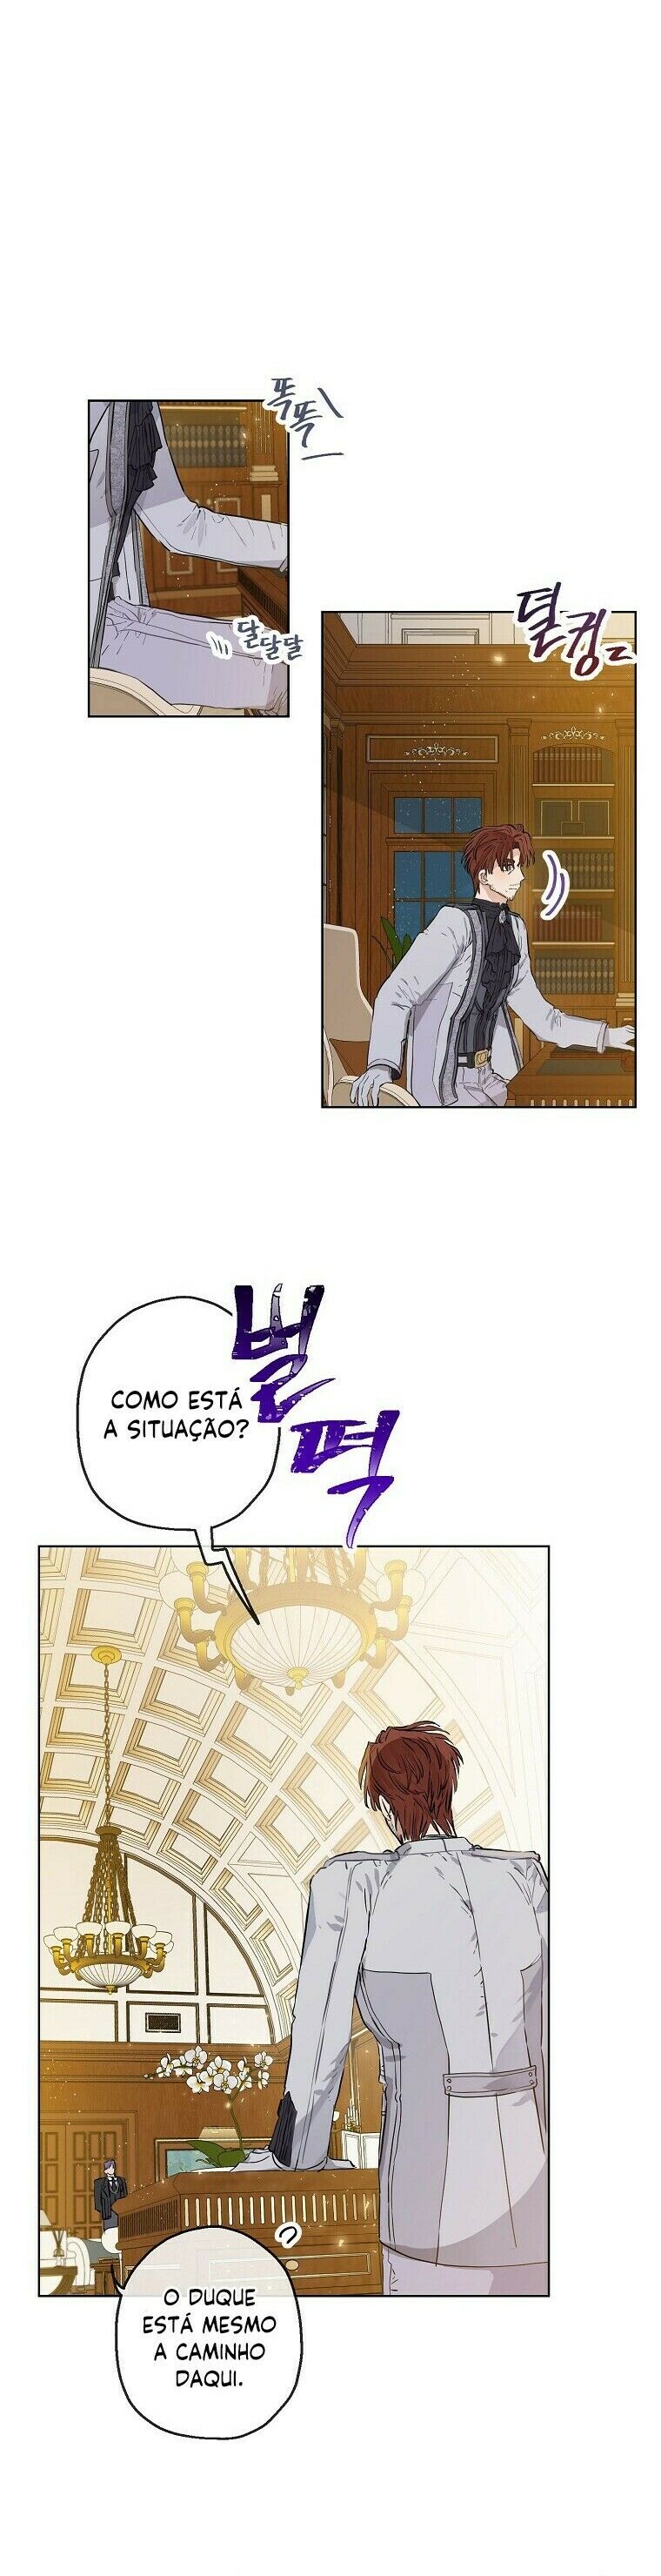 똑
똑
달
달달
덜컹
벌
떡
COMO ESTÁ
A SITUAÇÃO?
O DUQUE
ESTÁ MESMO
A CAMINHO
DAQUI.